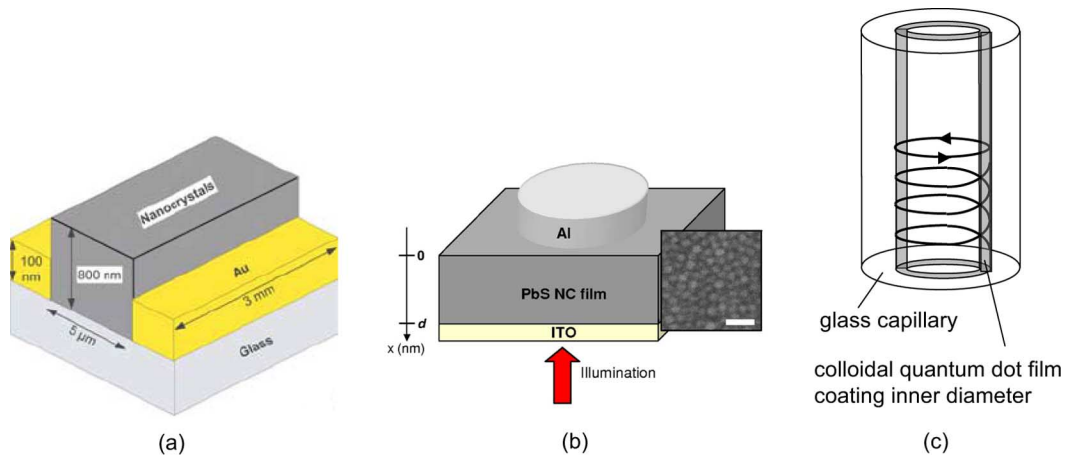 Nanocrystals
100
nm
800 nm
Au
3 mm
5 µm
Glass
(a)
Al
0
PbS NC film
d
ITO
x (nm)
Illumination
(b)
glass capillary
colloidal quantum dot film
coating inner diameter
(c)